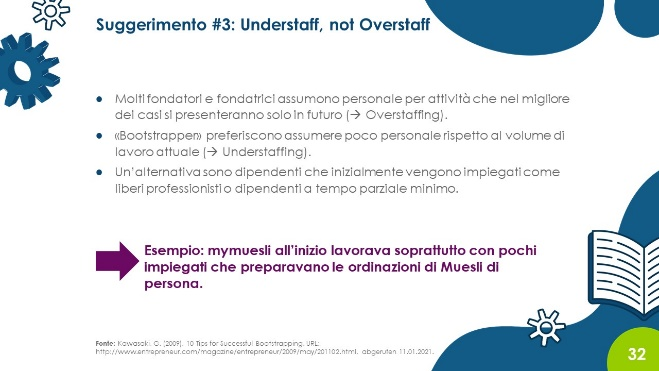 Suggerimento #3: Understaff, not Overstaff
● Molti fondatori e fondatrici assumono personale per attività che nel migliore
dei casi si presenteranno solo in futuro (→ Overstaffing).
● «Bootstrapper» preferiscono assumere poco personale rispetto al volume di
lavoro attuale (→ Understaffing).
● Un'alternativa sono dipendenti che inizialmente vengono impiegati come
liberi professionisti o dipendenti a tempo parziale minimo.
Esempio: mymuesli all'inizio lavorava soprattutto con pochi
impiegati che preparavano le ordinazioni di Muesli di
persona.
Fonte: Kawasaki, G. (2009). 10 Tips for Successful Bootstrapping. URL:
http://www.entrepreneur.com/magazine/entrepreneur/2009/may/201102.html, abgerufen 11.01.2021.
32